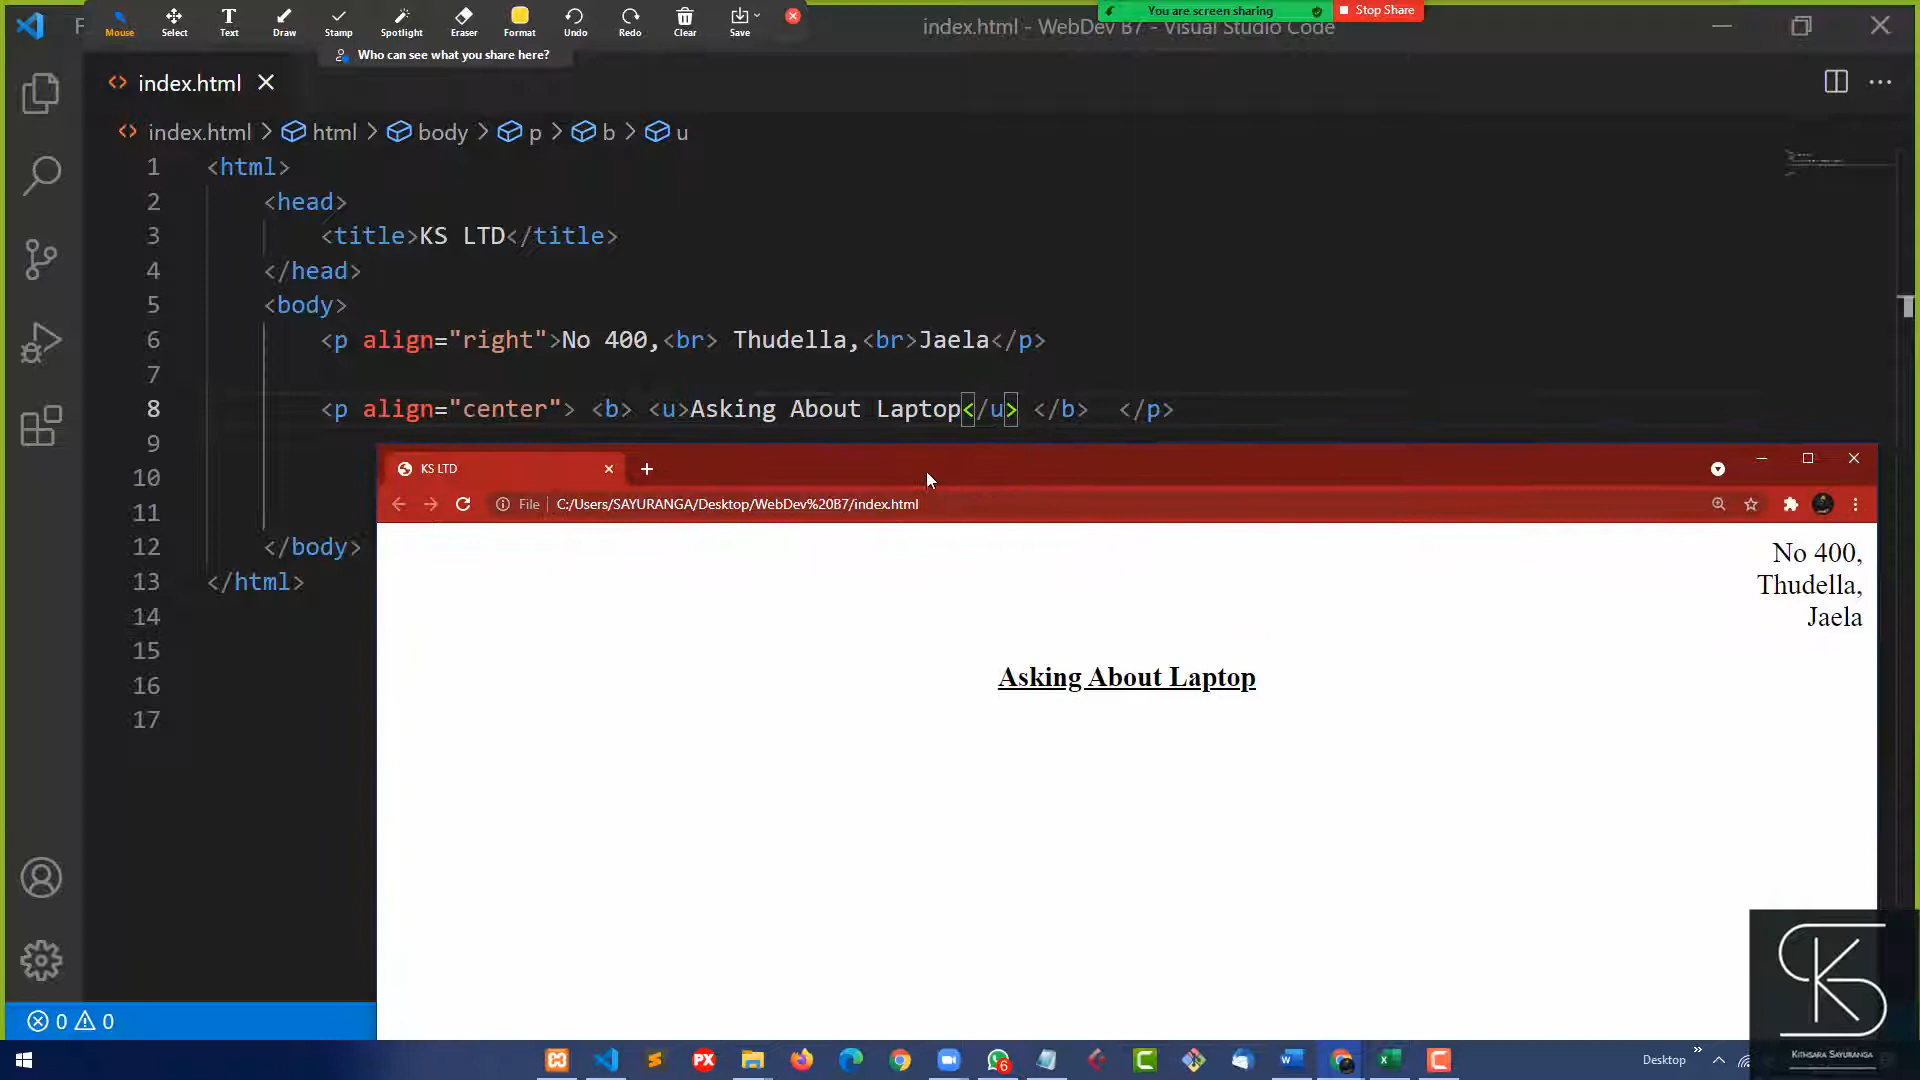 You are screen sharing
Stop Share
Mouse
Select
Text
Draw
Stamp
Spotlight
Eraser
Format
Undo
Redo
Clear
Save
index.html - WebDev B7 - Visual Studio Code
Who can see what you share here?
index.html
index.html > html > body > p > b > u
1 <html>
2 <head>
3 <title>KS LTD</title>
4 </head>
5 <body>
6 <p align="right">No 400,<br> Thudella,<br>Jaela</p>
7
8 <p align="center"> <b> <u>Asking About Laptop</u> </b>  </p>
9
10
11
12 </body>
13 </html>
14
15
16
17
KS LTD
File
C:/Users/SAYURANGA/Desktop/WebDev%20B7/index.html
No 400,
Thudella,
Jaela
Asking About Laptop
0 0
PX
6
Desktop
KS
KITHSARA SAYURANGA